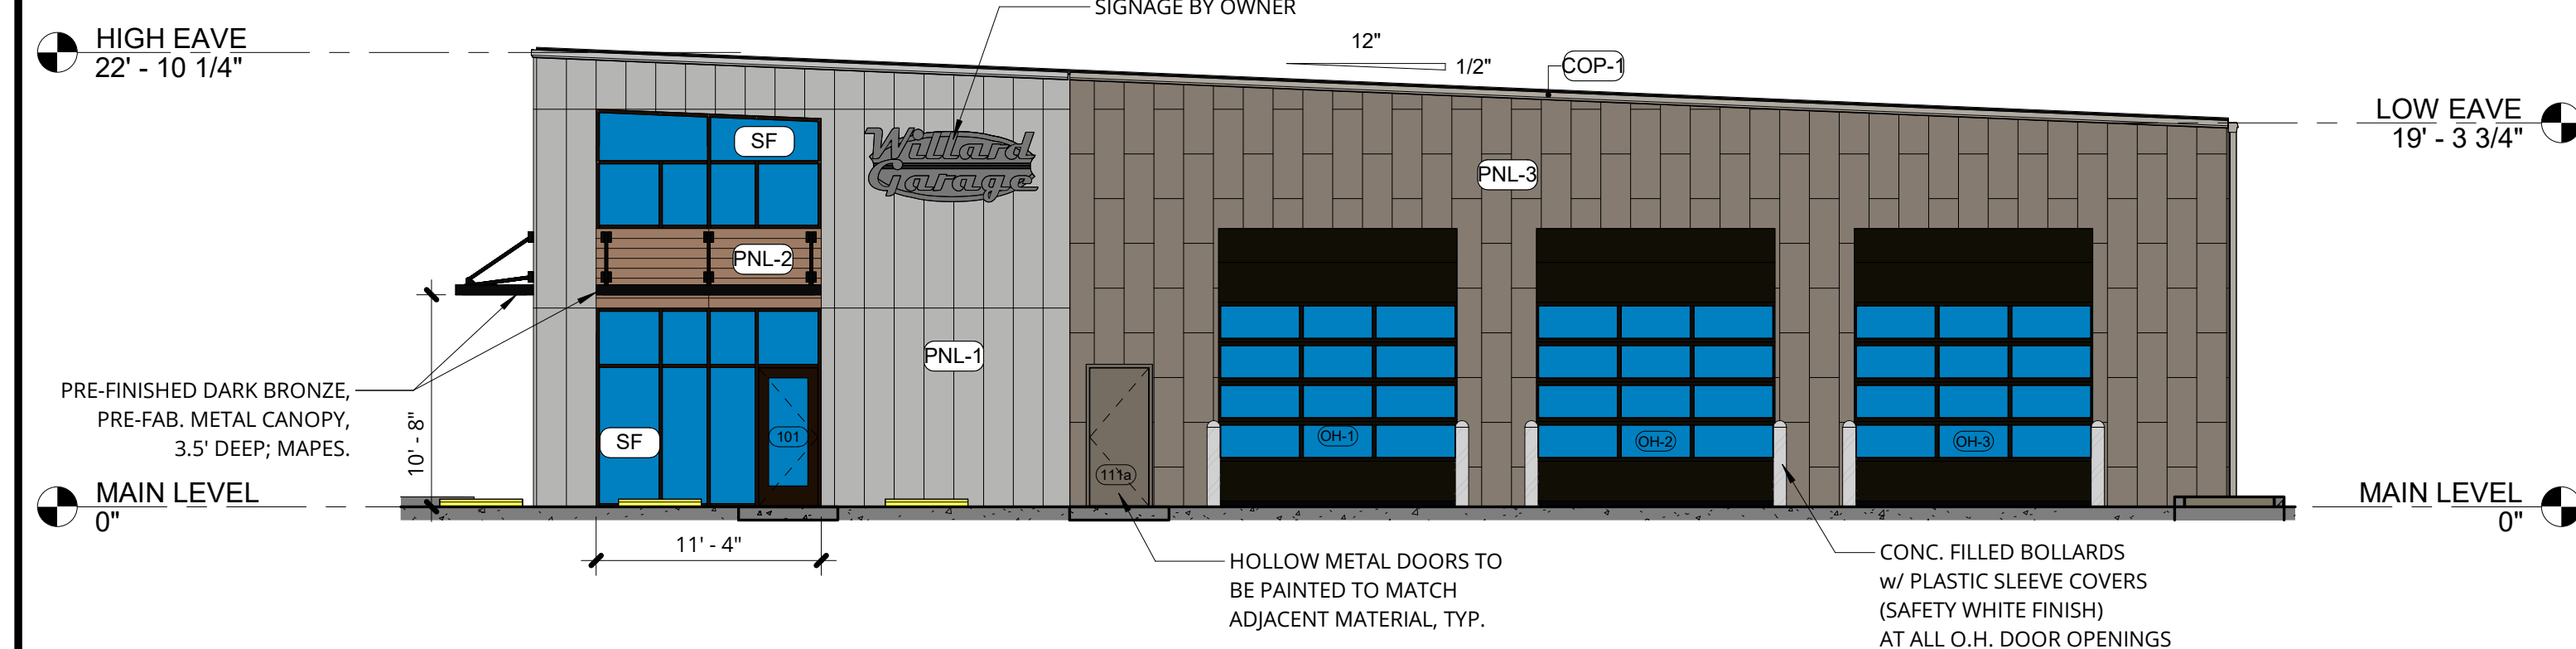 SIGNAGE BY OWNER
HIGH EAVE
22' - 10 1/4"
12"
1/2"
COP-1
LOW EAVE
19' - 3 3/4"
SF
Willard
Garage
PNL-3
PNL-2
PNL-1
PRE-FINISHED DARK BRONZE,
PRE-FAB. METAL CANOPY,
3.5' DEEP; MAPES.
10' - 8"
SF
101
111a
OH-1
OH-2
OH-3
MAIN LEVEL
0"
MAIN LEVEL
0"
11' - 4"
HOLLOW METAL DOORS TO
BE PAINTED TO MATCH
ADJACENT MATERIAL, TYP.
CONC. FILLED BOLLARDS
w/ PLASTIC SLEEVE COVERS
(SAFETY WHITE FINISH)
AT ALL O.H. DOOR OPENINGS